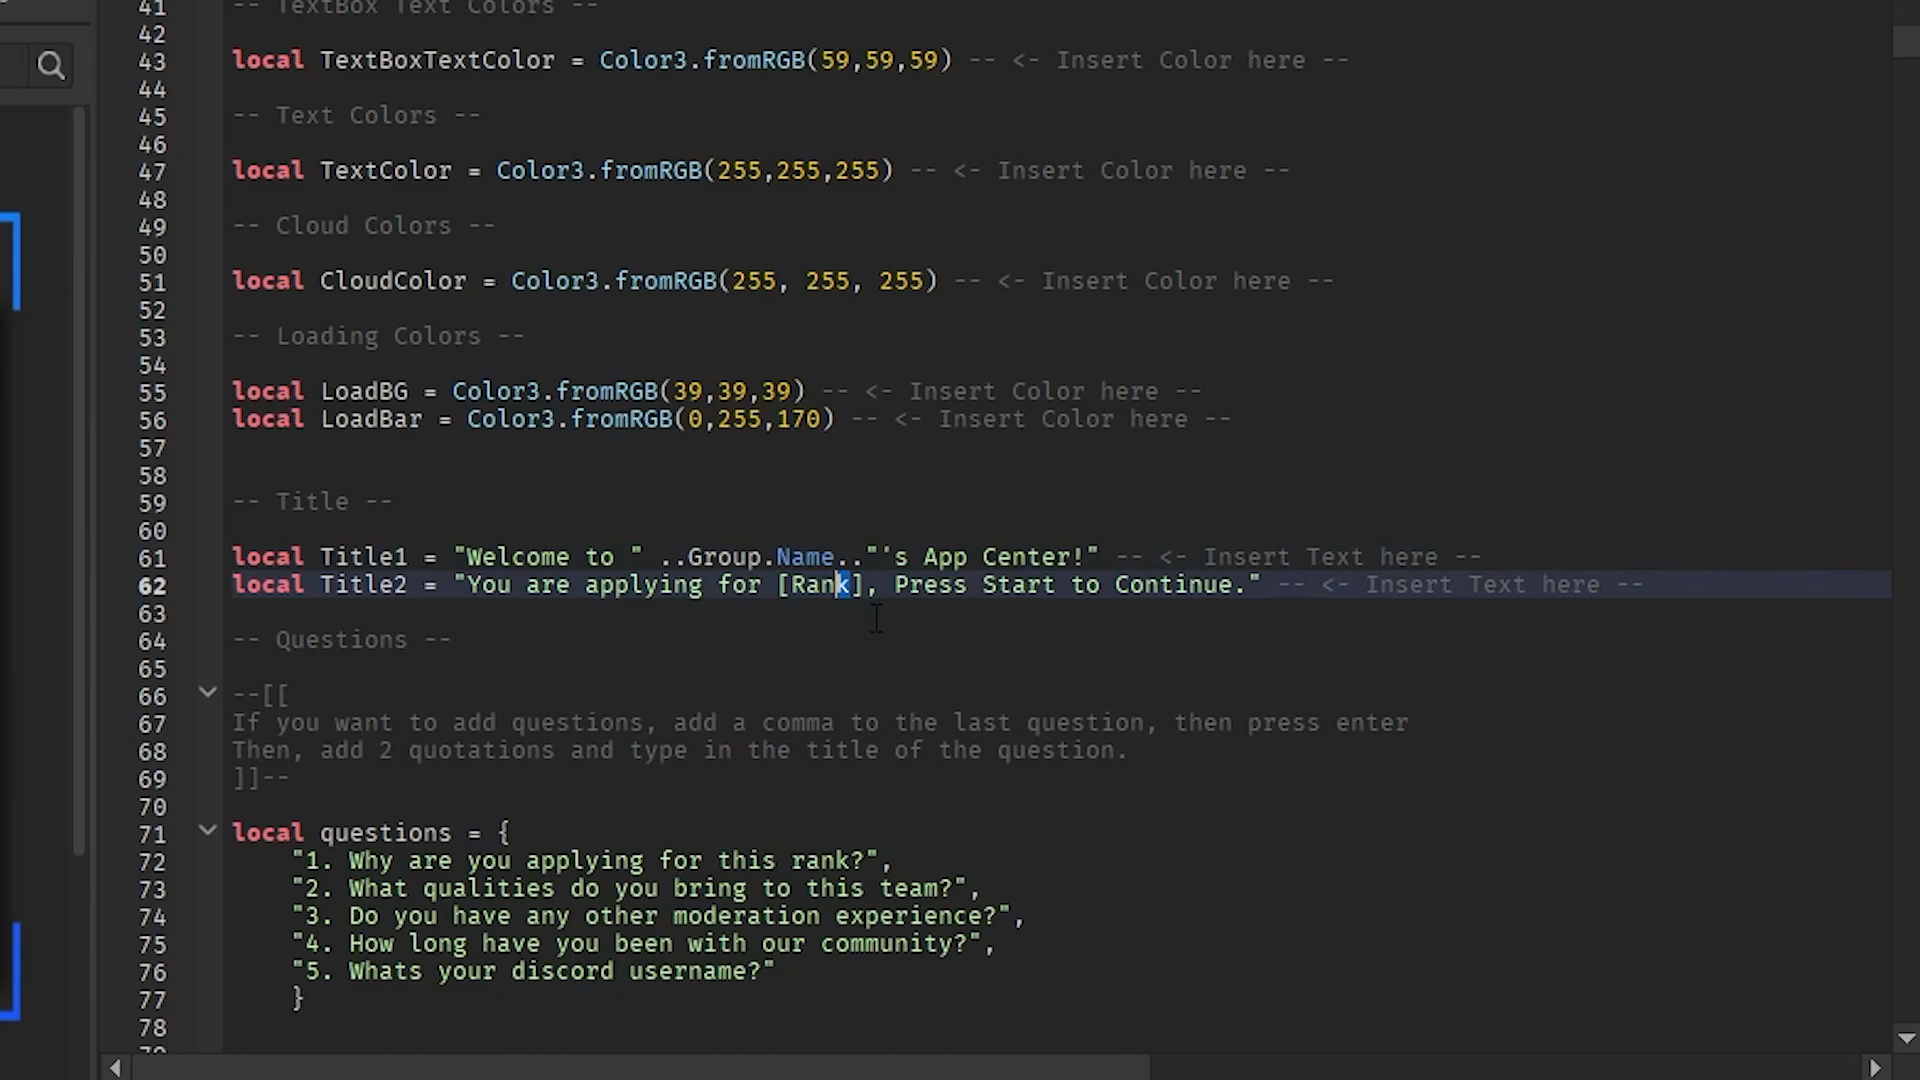 41 -- TextBox Text Colors --
42
43 local TextBoxTextColor = Color3.fromRGB(59,59,59) -- <- Insert Color here --
44
45 -- Text Colors --
46
47 local TextColor = Color3.fromRGB(255,255,255) -- <- Insert Color here --
48
49 -- Cloud Colors --
50
51 local CloudColor = Color3.fromRGB(255, 255, 255) -- <- Insert Color here --
52
53 -- Loading Colors --
54
55 local LoadBG = Color3.fromRGB(39,39,39) -- <- Insert Color here --
56 local LoadBar = Color3.fromRGB(0,255,170) -- <- Insert Color here --
57
58
59 -- Title --
60
61 local Title1 = "Welcome to " ..Group.Name.."'s App Center!" -- <- Insert Text here --
62 local Title2 = "You are applying for [Rank], Press Start to Continue." -- <- Insert Text here --
63
64 -- Questions --
65
66 --[[
67 If you want to add questions, add a comma to the last question, then press enter
68 Then, add 2 quotations and type in the title of the question.
69 ]]--
70
71 local questions = {
72 "1. Why are you applying for this rank?",
73 "2. What qualities do you bring to this team?",
74 "3. Do you have any other moderation experience?",
75 "4. How long have you been with our community?",
76 "5. Whats your discord username?"
77 }
78